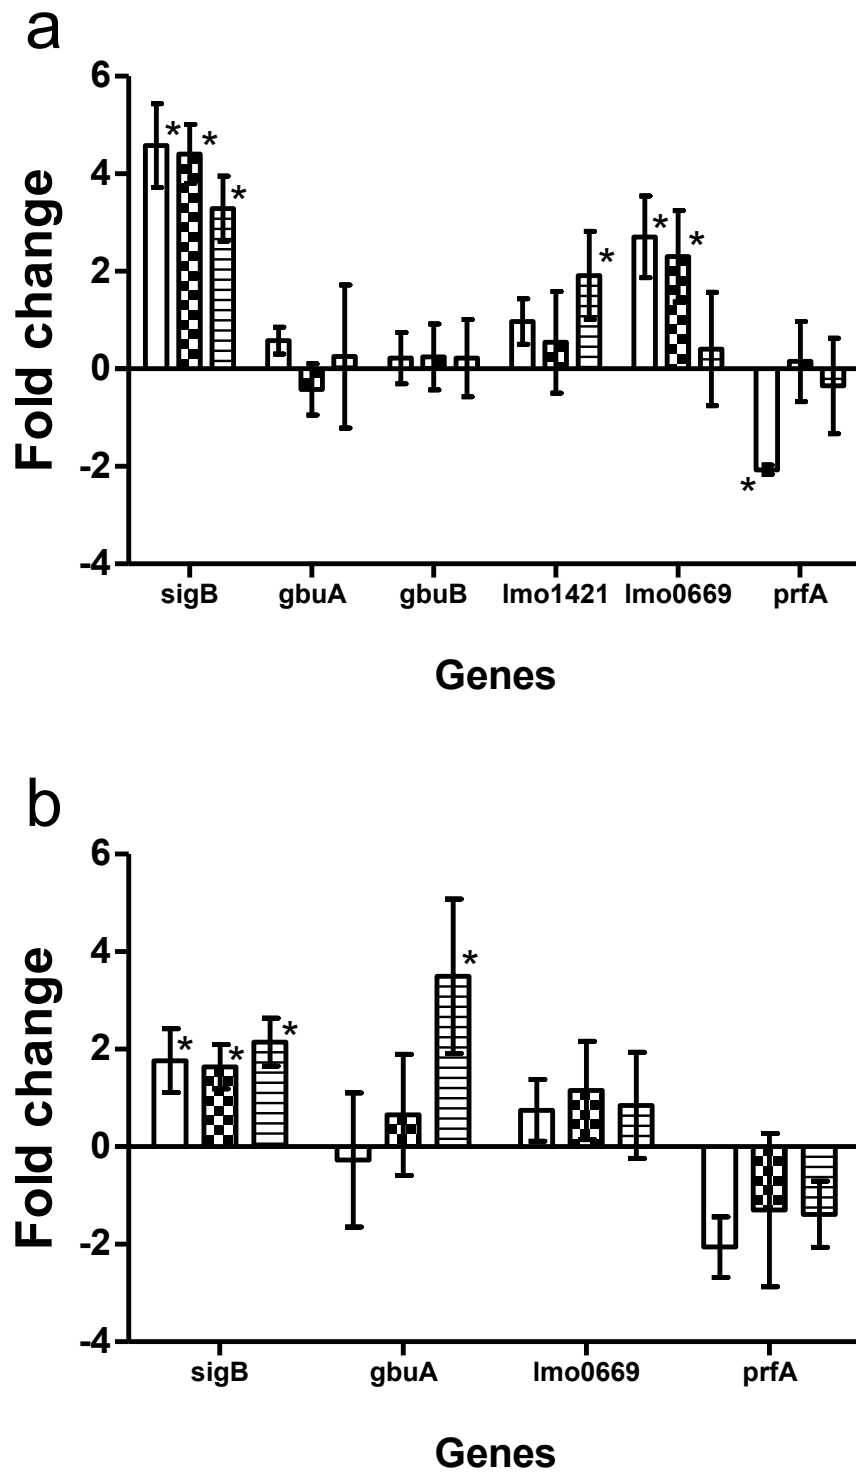 a
6
4
2
0
-2
-4
Fold change
* * * * * * *
sigB gbuA gbuB lmo1421 lmo0669 prfA
Genes
b
6
4
2
0
-2
-4
Fold change
* * * *
sigB gbuA lmo0669 prfA
Genes